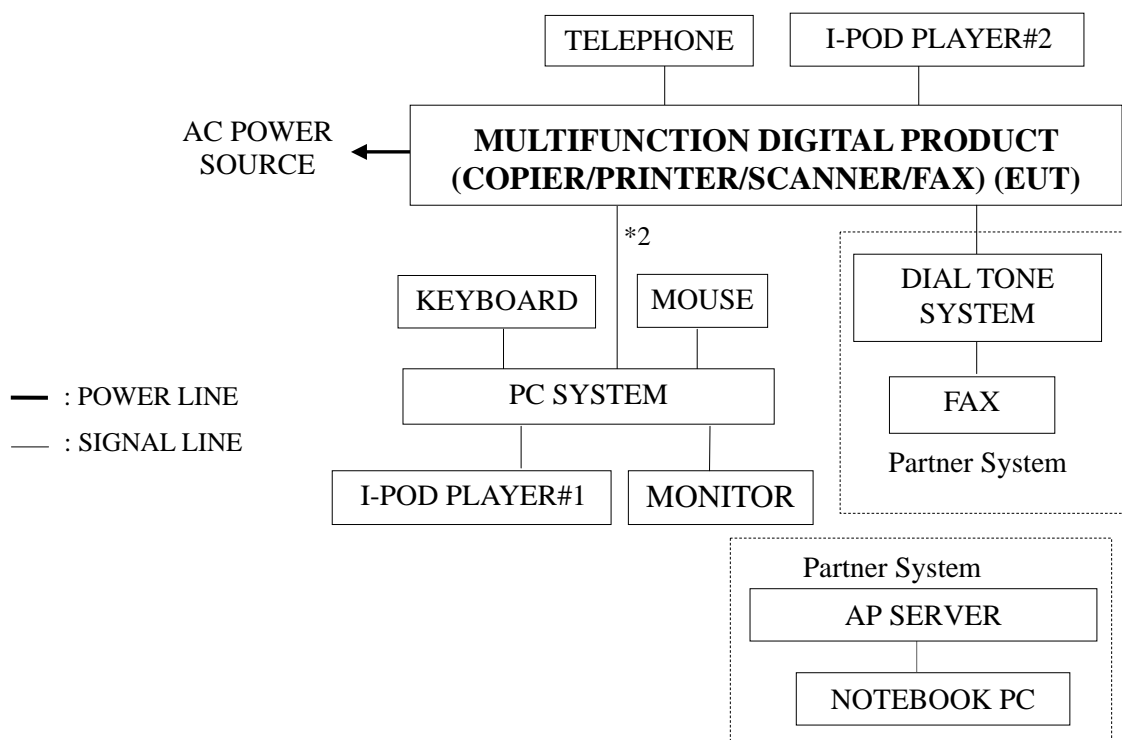 TELEPHONE
I-POD PLAYER#2
AC POWER
SOURCE
MULTIFUNCTION DIGITAL PRODUCT
(COPIER/PRINTER/SCANNER/FAX) (EUT)
*2
KEYBOARD
MOUSE
DIAL TONE
SYSTEM
PC SYSTEM
FAX
: POWER LINE
: SIGNAL LINE
Partner System
I-POD PLAYER#1
MONITOR
Partner System
AP SERVER
NOTEBOOK PC